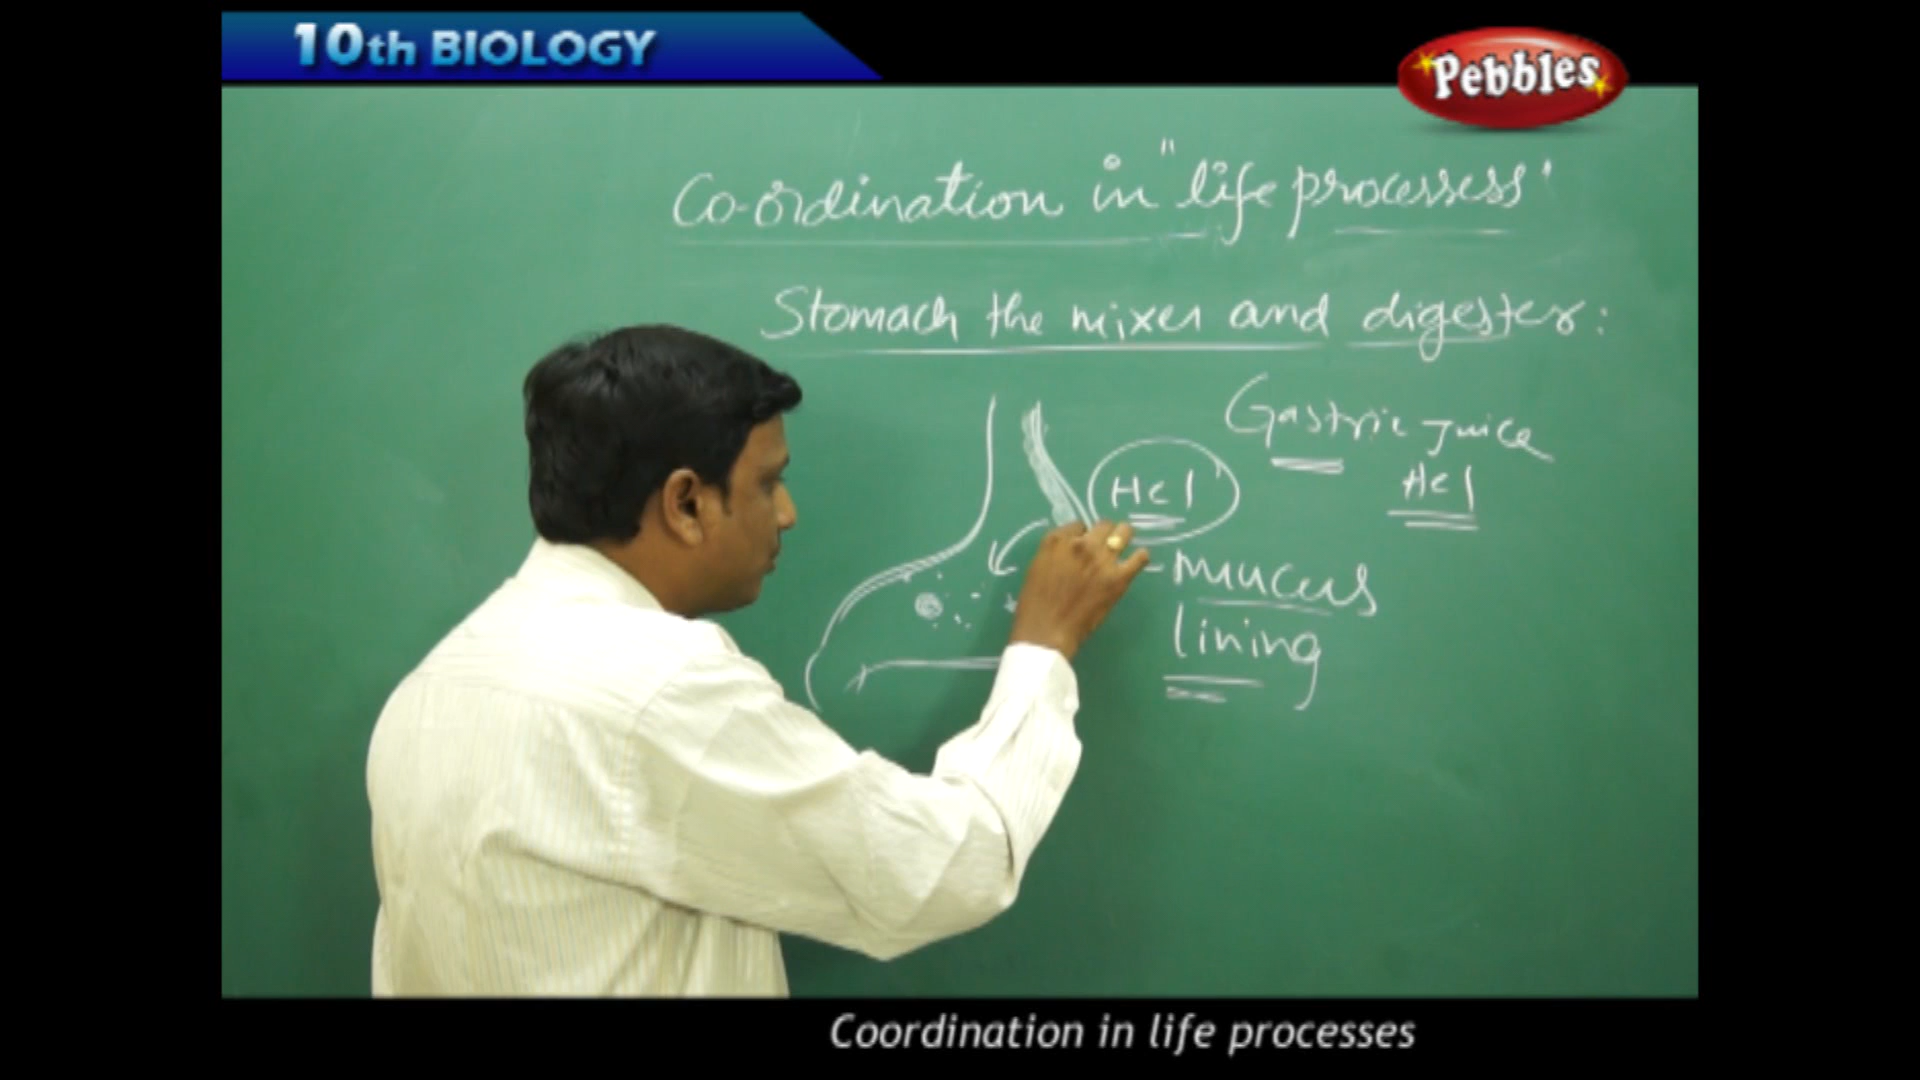 10th BIOLOGY
Pebbles
Co-ordination in "life processess'
Stomach the mixer and digester:
Gastric Juice
Hcl
Hcl
- Mucus
lining
Coordination in life processes